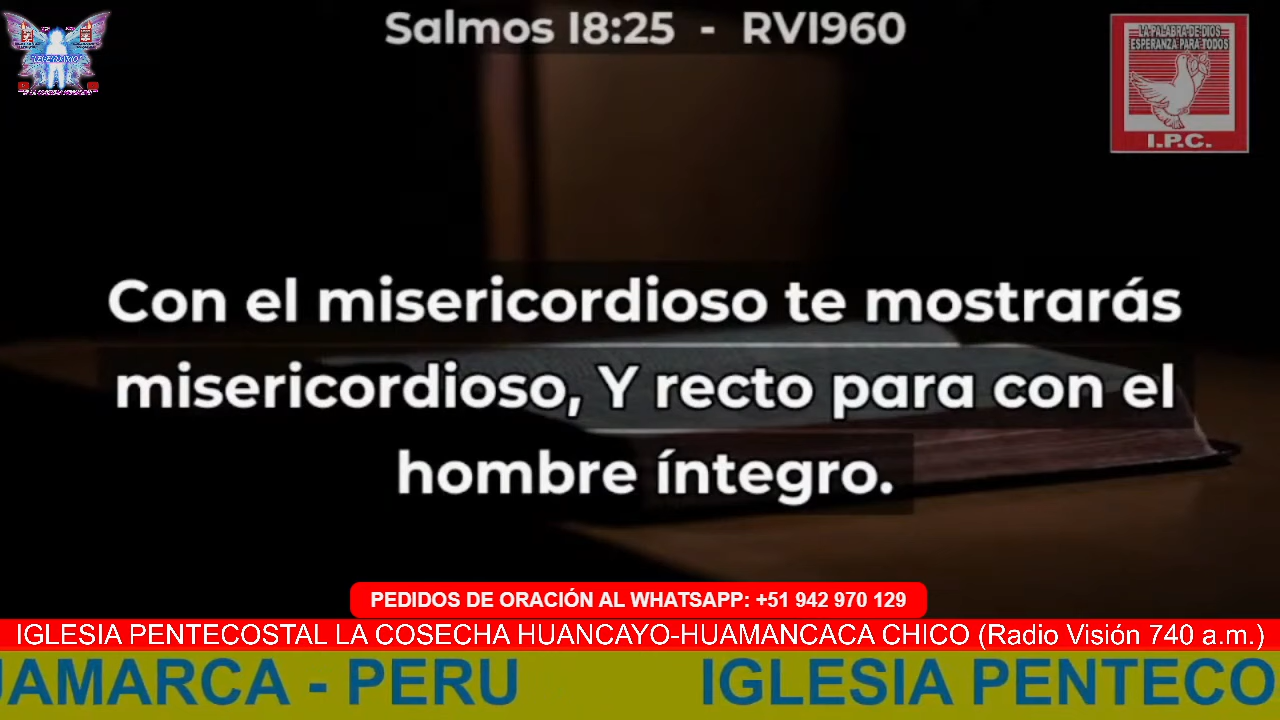 Salmos 18:25 - RV1960
LA PALABRA DE DIOS
ESPERANZA PARA TODOS
I.P.C.
Con el misericordioso te mostrarás
misericordioso, Y recto para con el
hombre íntegro.
PEDIDOS DE ORACIÓN AL WHATSAPP: +51 942 970 129
IGLESIA PENTECOSTAL LA COSECHA HUANCAYO-HUAMANCACA CHICO (Radio Visión 740 a.m.)
JAMARCA - PERU IGLESIA PENTECO